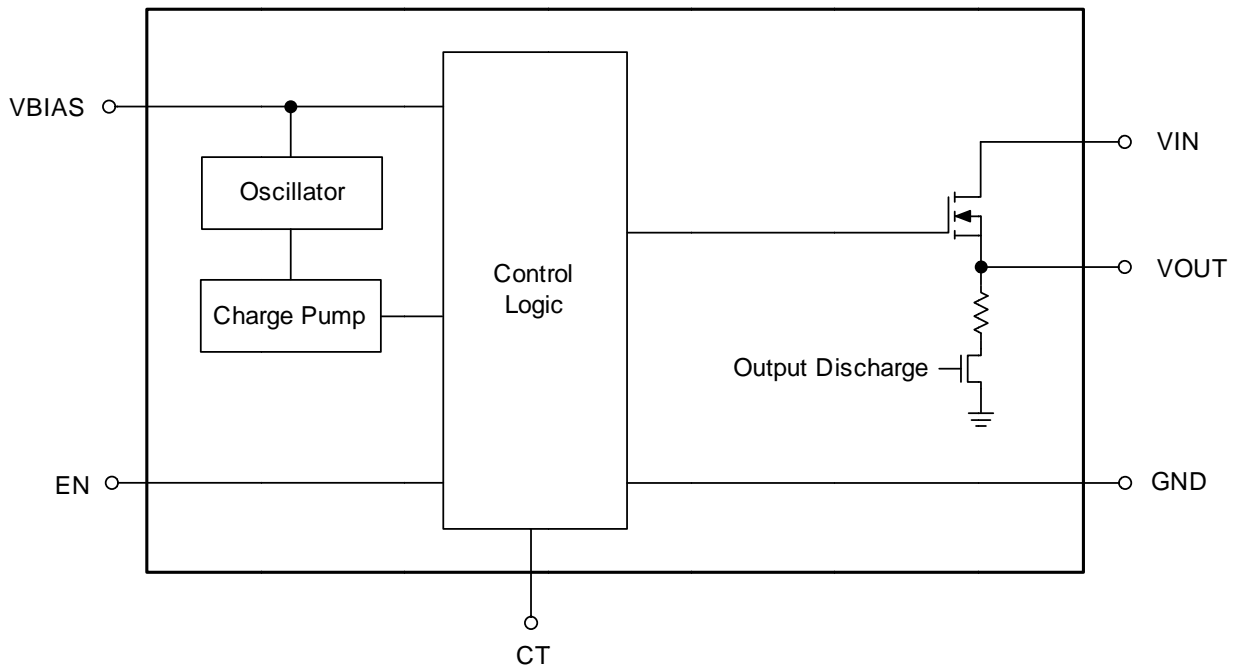 VBIAS
Oscillator
Charge Pump
EN
Control
Logic
CT
VIN
VOUT
Output Discharge
GND